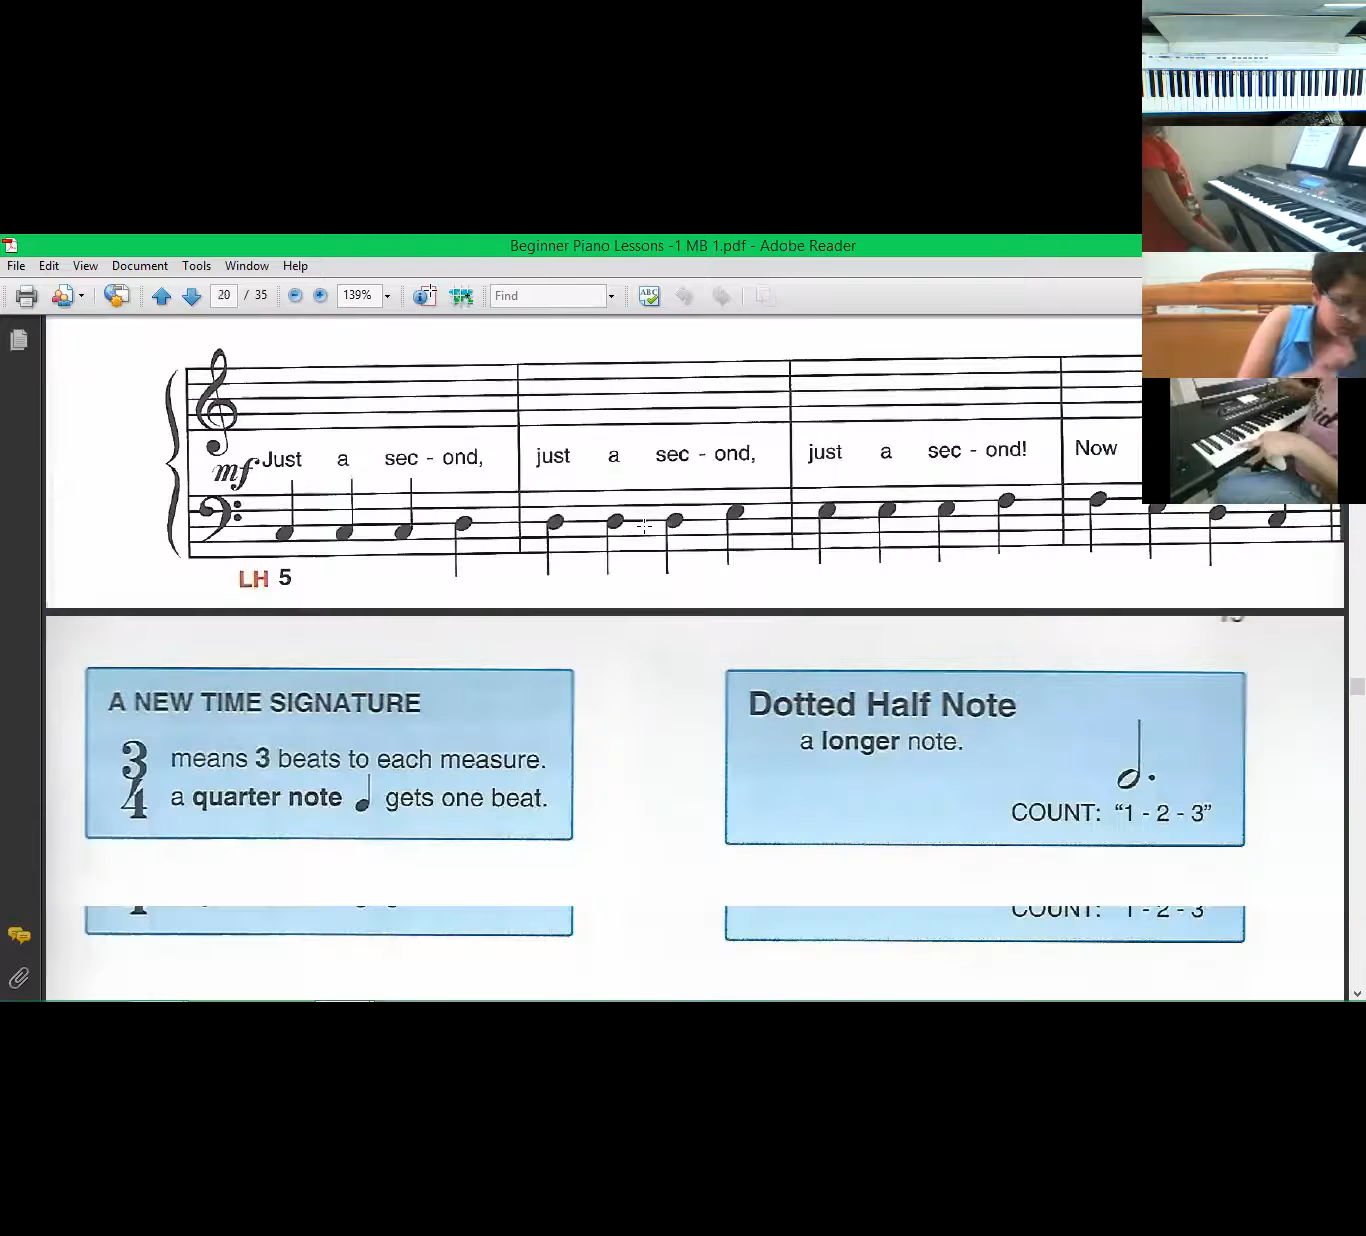 Beginner Piano Lessons -1 MB 1.pdf - Adobe Reader
File Edit View Document Tools Window Help
20 / 35 139% Find
mf Just a sec - ond, just a sec - ond, just a sec - ond! Now
LH 5
A NEW TIME SIGNATURE
3 means 3 beats to each measure.
4 a quarter note gets one beat.
Dotted Half Note
a longer note.
COUNT: “1 - 2 - 3”
COUNT: 1 - 2 - 3